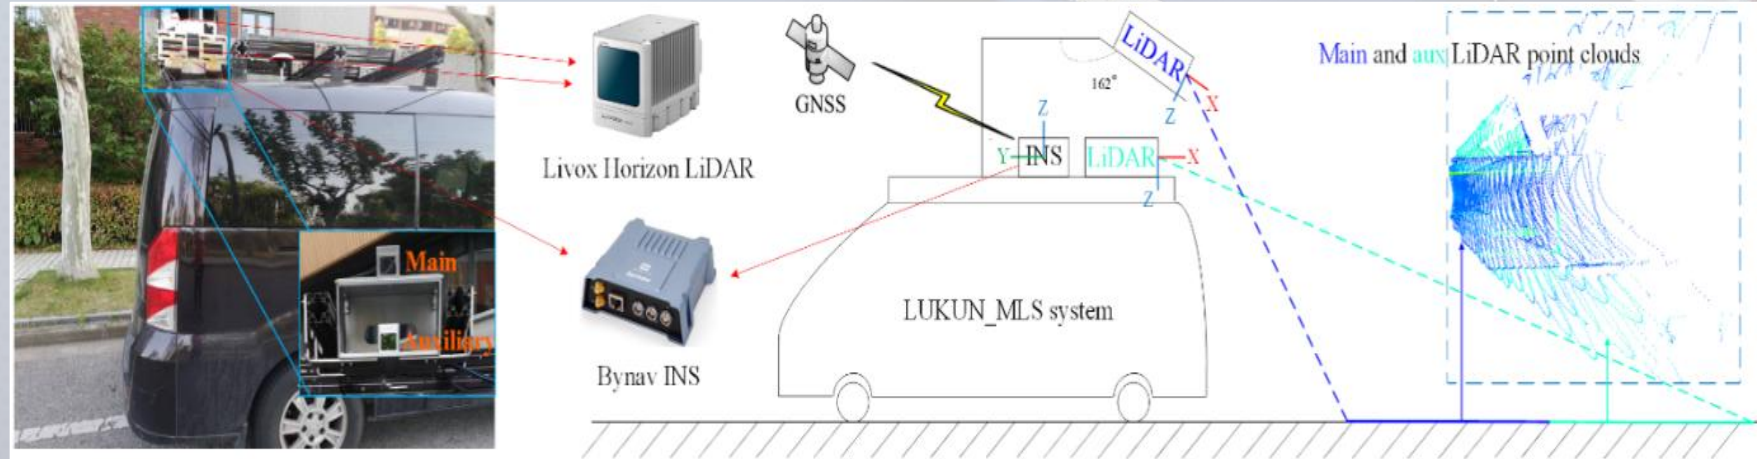 Main
Auxiliary
Livox Horizon LiDAR
Bynav INS
GNSS
LiDAR
162°
X
Z
Z
Y
INS
LiDAR
X
Z
LUKUN_MLS system
Main and aux LiDAR point clouds